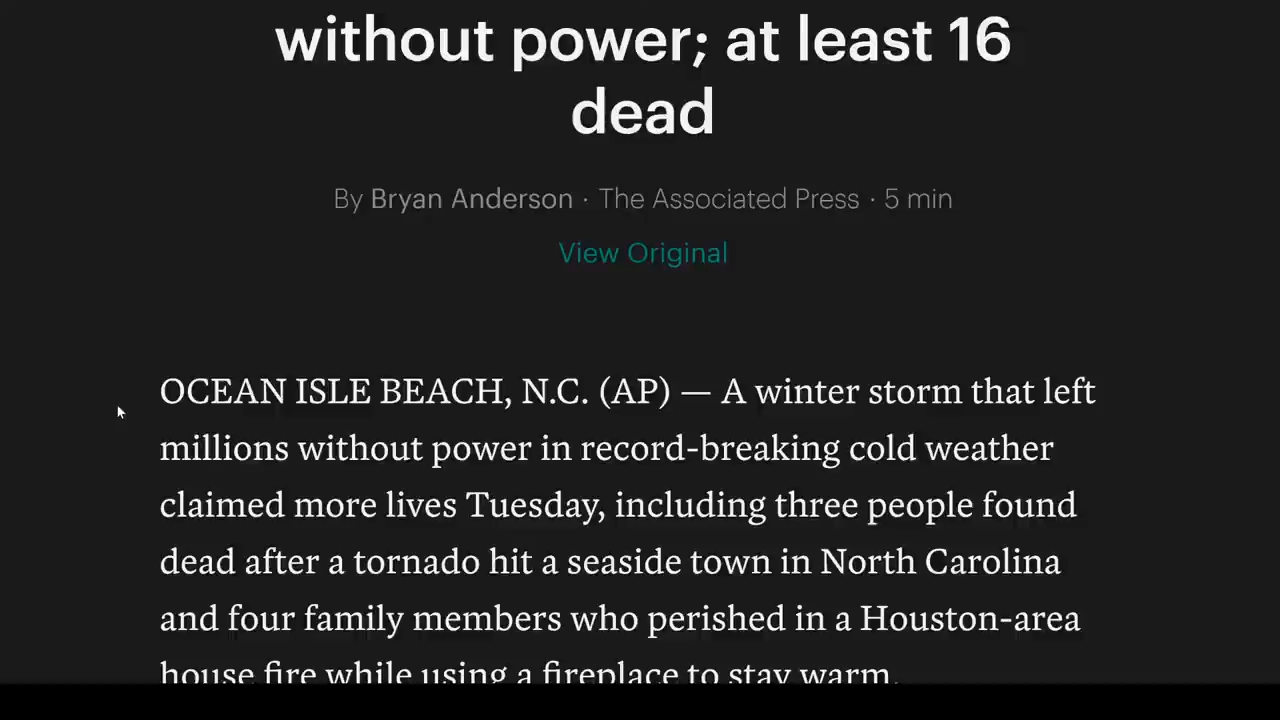 without power; at least 16
dead
By Bryan Anderson · The Associated Press · 5 min
View Original
OCEAN ISLE BEACH, N.C. (AP) — A winter storm that left
millions without power in record-breaking cold weather
claimed more lives Tuesday, including three people found
dead after a tornado hit a seaside town in North Carolina
and four family members who perished in a Houston-area
house fire while using a fireplace to stay warm.